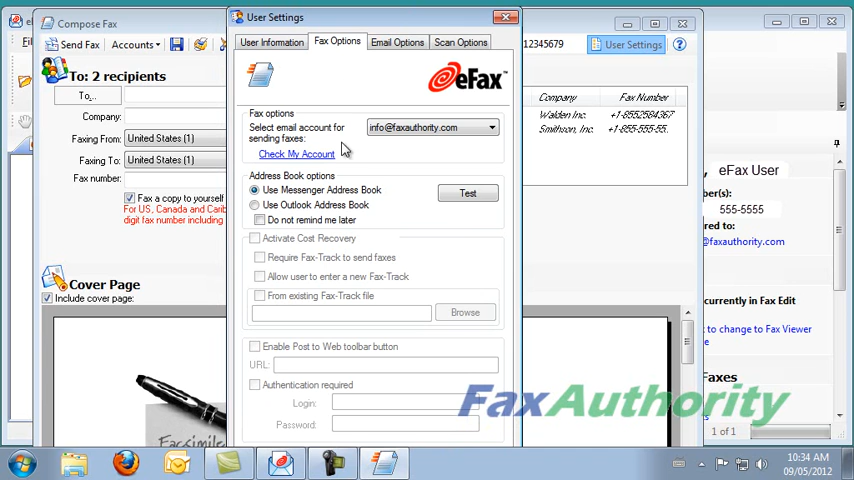 Compose Fax
Send Fax
Accounts
12345679
User Settings
To: 2 recipients
To...
Company:
Faxing From:
United States (1)
Faxing To:
United States (1)
Fax number:
Fax a copy to yourself
For US, Canada and Carib
digit fax number including
Cover Page
Include cover page:
User Settings
User Information
Fax Options
Email Options
Scan Options
eFax™
Fax options
Select email account for
sending faxes:
info@faxauthority.com
Check My Account
Address Book options
Use Messenger Address Book
Use Outlook Address Book
Do not remind me later
Test
Activate Cost Recovery
Require Fax-Track to send faxes
Allow user to enter a new Fax-Track
From existing Fax-Track file
Browse
Enable Post to Web toolbar button
URL:
Authentication required
Login:
Password:
Company
Fax Number
Walden Inc.
+1-8552584367
Smithson, Inc.
+1-855-555-55..
eFax User
ber(s):
555-5555
red to:
@faxauthority.com
currently in Fax Edit
k to change to Fax Viewer
e
Faxes
1 of 1
FaxAuthority
10:34 AM
09/05/2012